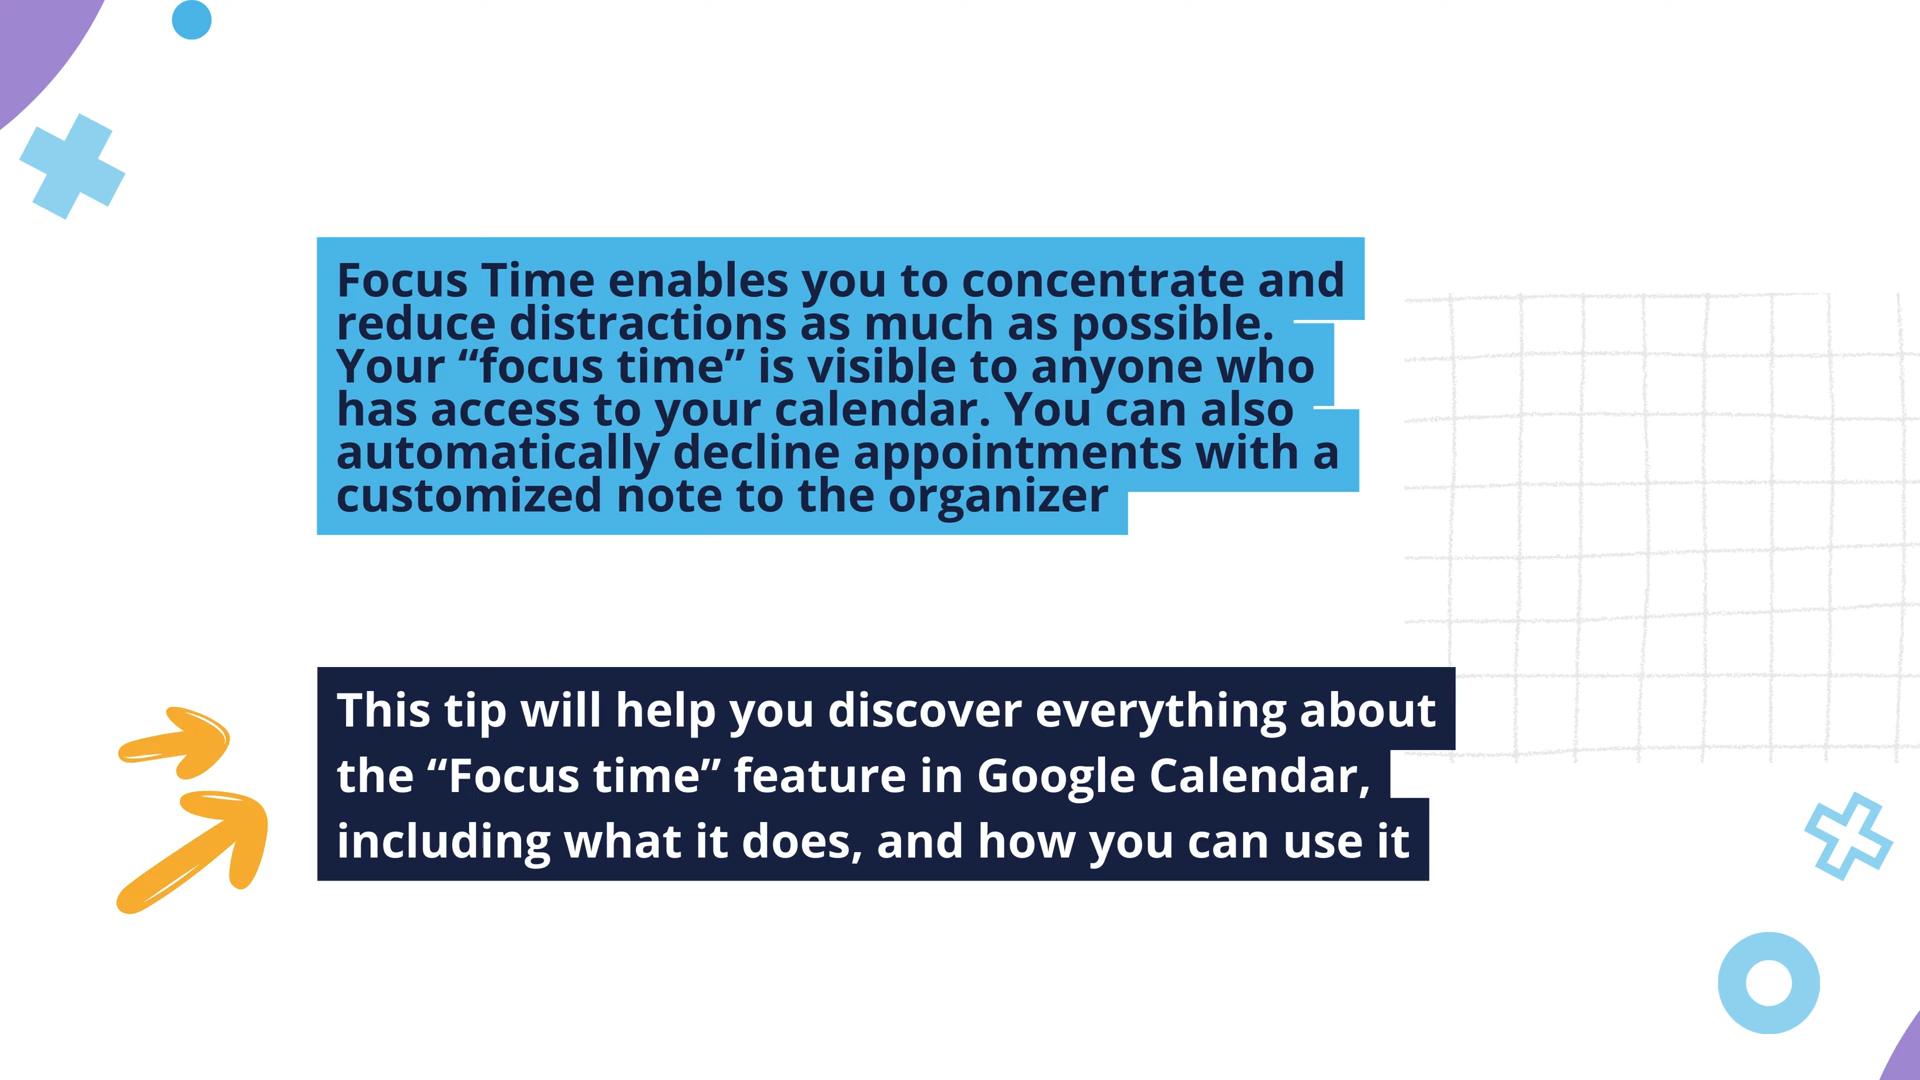 Focus Time enables you to concentrate and
reduce distractions as much as possible.
Your “focus time” is visible to anyone who
has access to your calendar. You can also
automatically decline appointments with a
customized note to the organizer
This tip will help you discover everything about
the “Focus time” feature in Google Calendar,
including what it does, and how you can use it